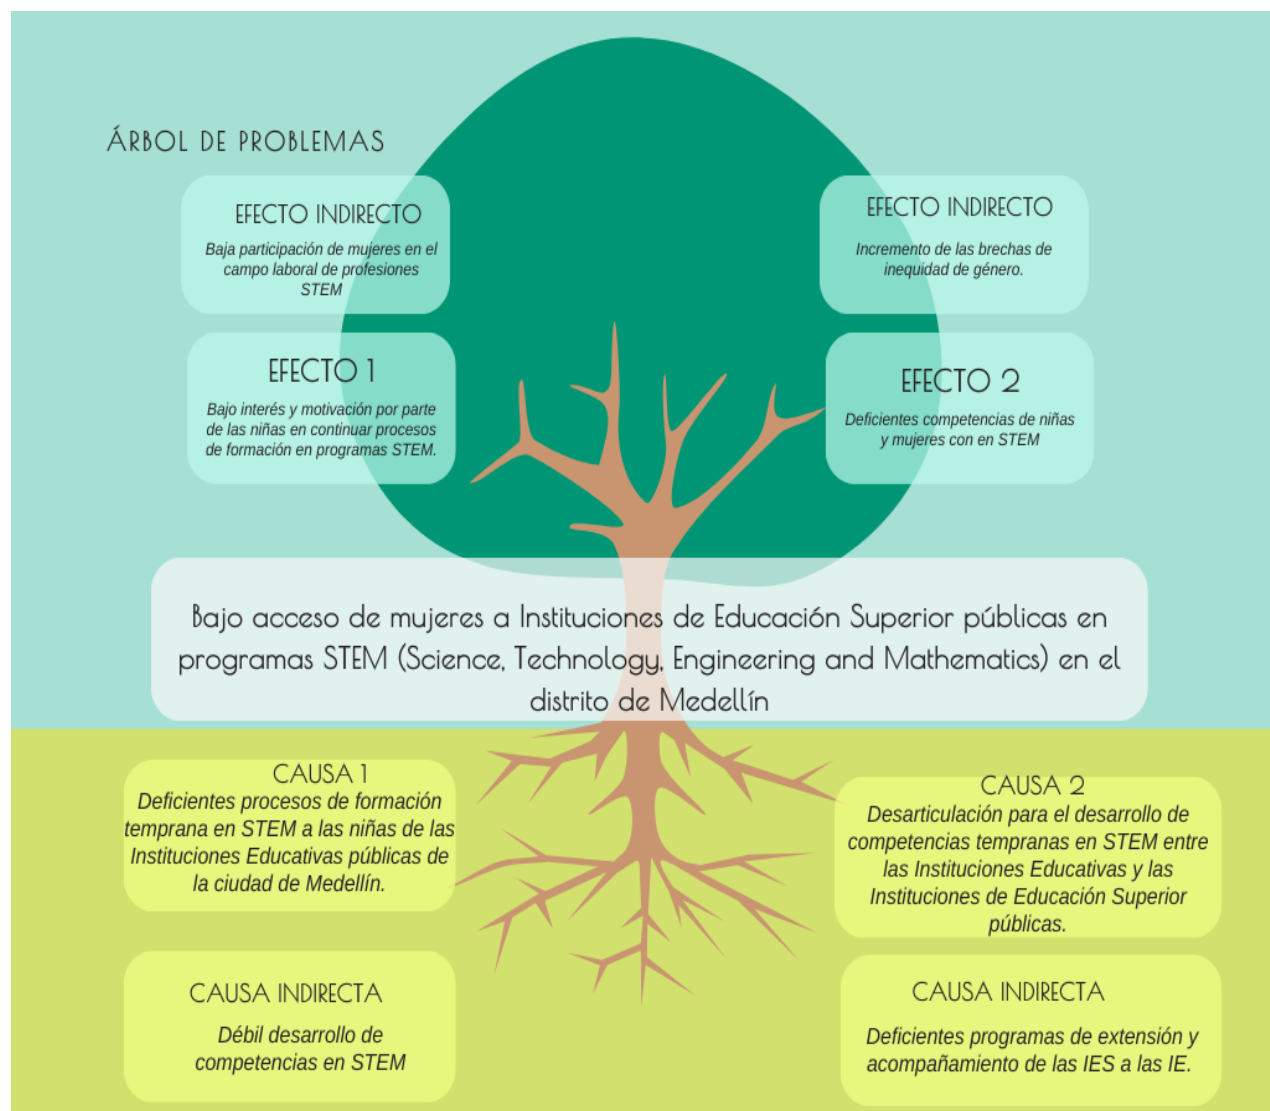 ÁRBOL DE PROBLEMAS
EFECTO INDIRECTO
Baja participación de mujeres en el
campo laboral de profesiones
STEM
EFECTO INDIRECTO
Incremento de las brechas de
inequidad de género.
EFECTO 1
Bajo interés y motivación por parte
de las niñas en continuar procesos
de formación en programas STEM.
EFECTO 2
Deficientes competencias de niñas
y mujeres con en STEM
Bajo acceso de mujeres a Instituciones de Educación Superior públicas en
programas STEM (Science, Technology, Engineering and Mathematics) en el
distrito de Medellín
CAUSA 1
Deficientes procesos de formación
temprana en STEM a las niñas de las
Instituciones Educativas públicas de
la ciudad de Medellín.
CAUSA 2
Desarticulación para el desarrollo de
competencias tempranas en STEM entre
las Instituciones Educativas y las
Instituciones de Educación Superior
públicas.
CAUSA INDIRECTA
Débil desarrollo de
competencias en STEM
CAUSA INDIRECTA
Deficientes programas de extensión y
acompañamiento de las IES a las IE.